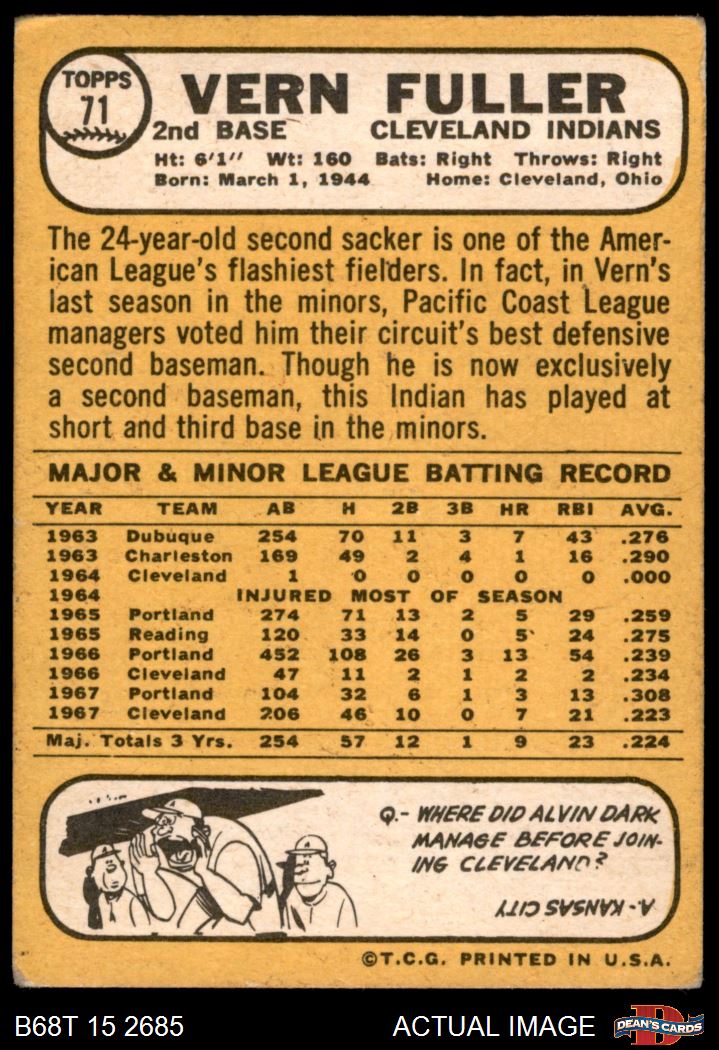 TOPPS
71
VERN FULLER
2nd BASE CLEVELAND INDIANS
Ht: 6'1" Wt: 160 Bats: Right Throws: Right
Born: March 1, 1944 Home: Cleveland, Ohio
The 24-year-old second sacker is one of the Amer-
ican League's flashiest fielders. In fact, in Vern's
last season in the minors, Pacific Coast League
managers voted him their circuit's best defensive
second baseman. Though he is now exclusively
a second baseman, this Indian has played at
short and third base in the minors.
MAJOR & MINOR LEAGUE BATTING RECORD
YEAR TEAM AB H 2B 3B HR RBI AVG.
1963 Dubuque 254 70 11 3 7 43 .276
1963 Charleston 169 49 2 4 1 16 .290
1964 Cleveland 1 0 0 0 0 0 .000
1964 INJURED MOST OF SEASON
1965 Portland 274 71 13 2 5 29 .259
1965 Reading 120 33 14 0 5 24 .275
1966 Portland 452 108 26 3 13 54 .239
1966 Cleveland 47 11 2 1 2 2 .234
1967 Portland 104 32 6 1 3 13 .308
1967 Cleveland 206 46 10 0 7 21 .223
Maj. Totals 3 Yrs. 254 57 12 1 9 23 .224
Q.- WHERE DID ALVIN DARK
MANAGE BEFORE JOIN-
ING CLEVELAND?
A- KANSAS CITY
©T.C.G. PRINTED IN U.S.A.
B68T 15 2685 ACTUAL IMAGE
D
DEAN'S CARDS